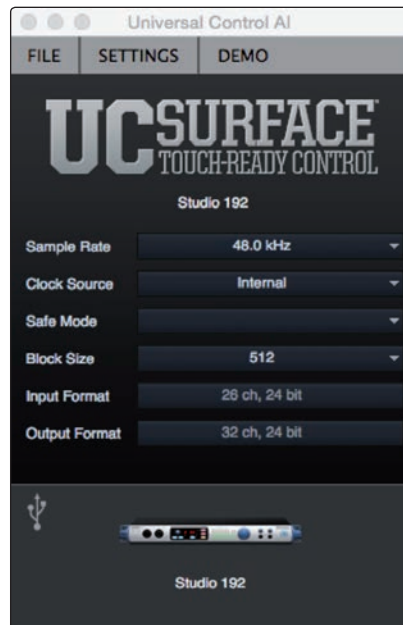 Universal Control AI
FILE SETTINGS DEMO
UC SURFACE
TOUCH-READY CONTROL
Studio 192
Sample Rate 48.0 kHz
Clock Source Internal
Safe Mode
Block Size 512
Input Format 26 ch, 24 bit
Output Format 32 ch, 24 bit
Studio 192